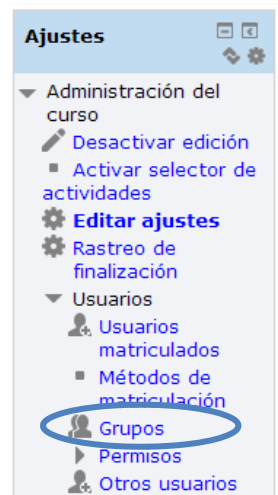 Ajustes
Administración del
curso
Desactivar edición
Activar selector de
actividades
Editar ajustes
Rastreo de
finalización
Usuarios
Usuarios
matriculados
Métodos de
matriculación
Grupos
Permisos
Otros usuarios